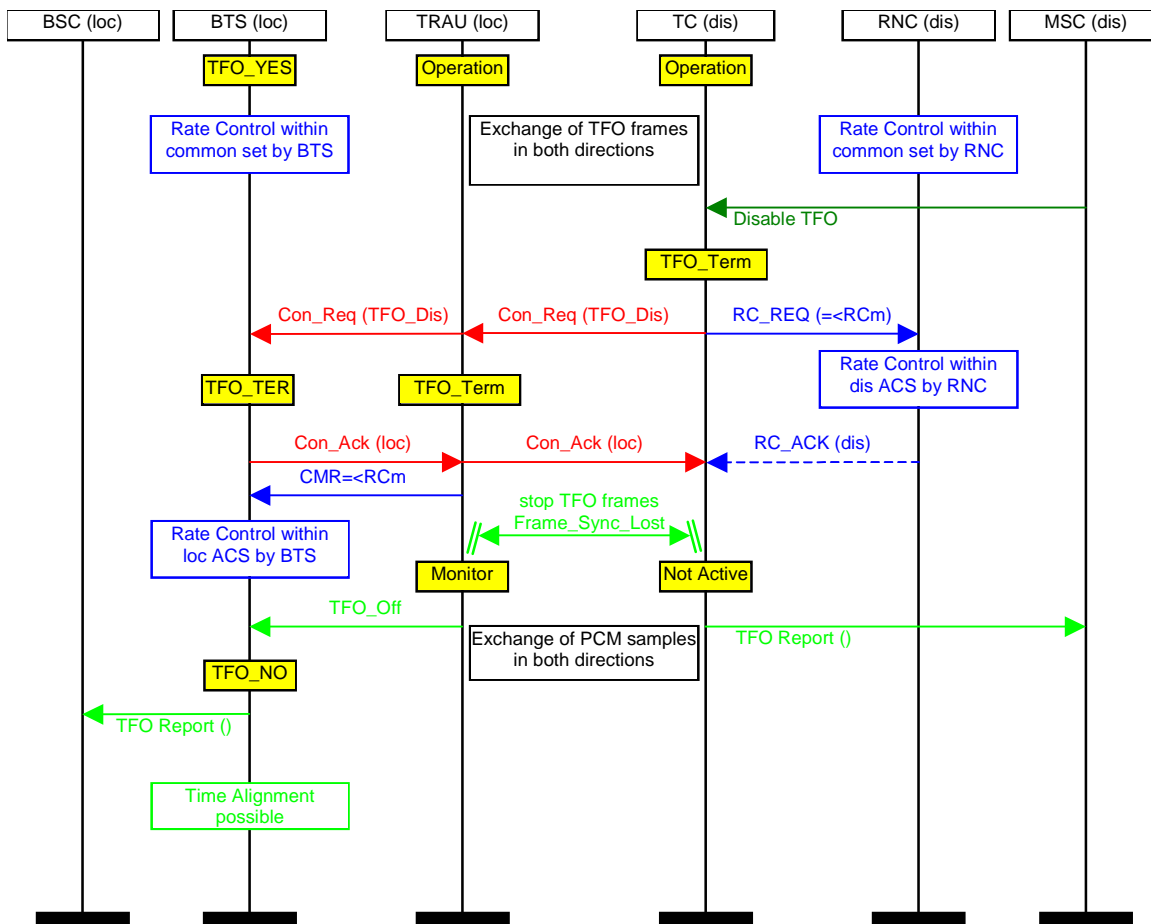 BSC (loc) BTS (loc) TRAU (loc) TC (dis) RNC (dis) MSC (dis)
TFO_YES Operation Operation
Rate Control within
common set by BTS
Exchange of TFO frames
in both directions
Rate Control within
common set by RNC
Disable TFO
TFO_Term
Con_Req (TFO_Dis) Con_Req (TFO_Dis) RC_REQ (=<RCm)
Rate Control within
dis ACS by RNC
TFO_TER TFO_Term
Con_Ack (loc) Con_Ack (loc) RC_ACK (dis)
CMR=<RCm
stop TFO frames
Frame_Sync_Lost
Rate Control within
loc ACS by BTS
Monitor Not Active
TFO_Off
Exchange of PCM samples
in both directions
TFO Report ()
TFO_NO
TFO Report ()
Time Alignment
possible